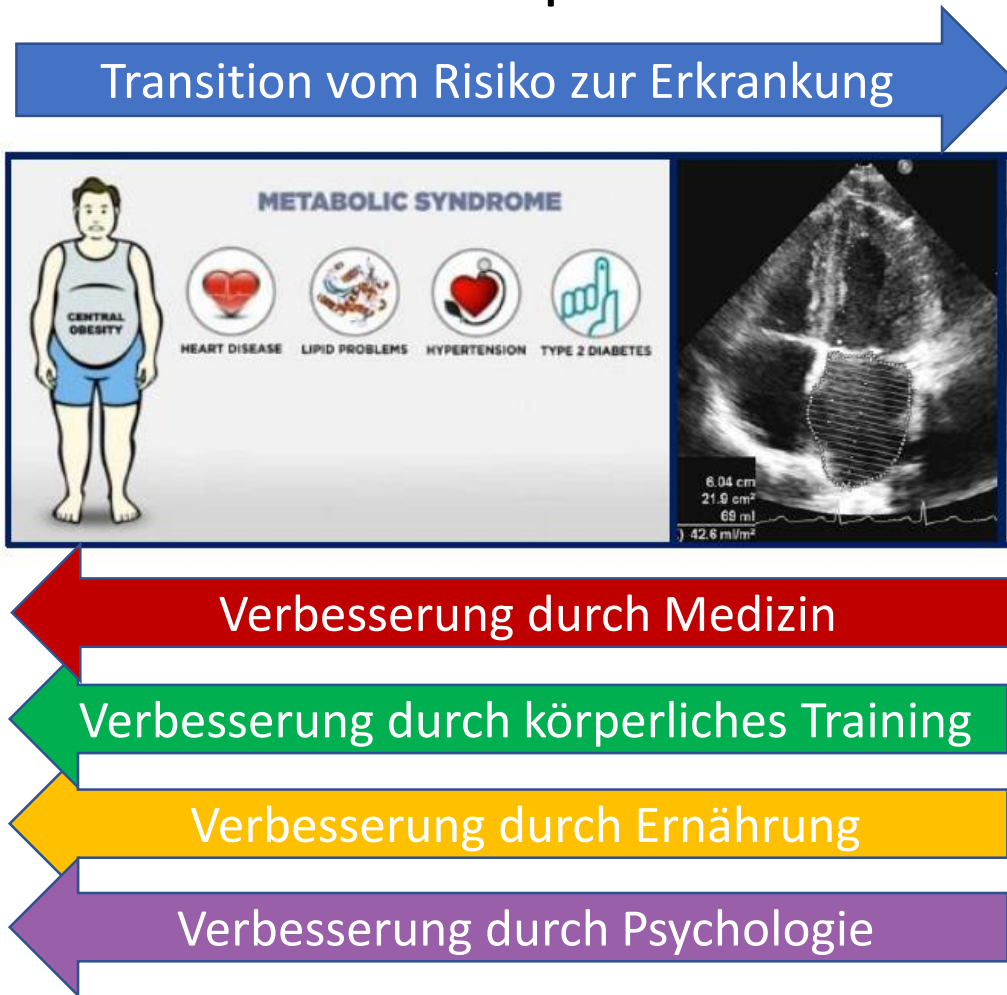 Transition vom Risiko zur Erkrankung
METABOLIC SYNDROME
CENTRAL
OBESITY
HEART DISEASE LIPID PROBLEMS HYPERTENSION TYPE 2 DIABETES
6.04 cm
21.9 cm²
69 ml
) 42.6 ml/m²
Verbesserung durch Medizin
Verbesserung durch körperliches Training
Verbesserung durch Ernährung
Verbesserung durch Psychologie